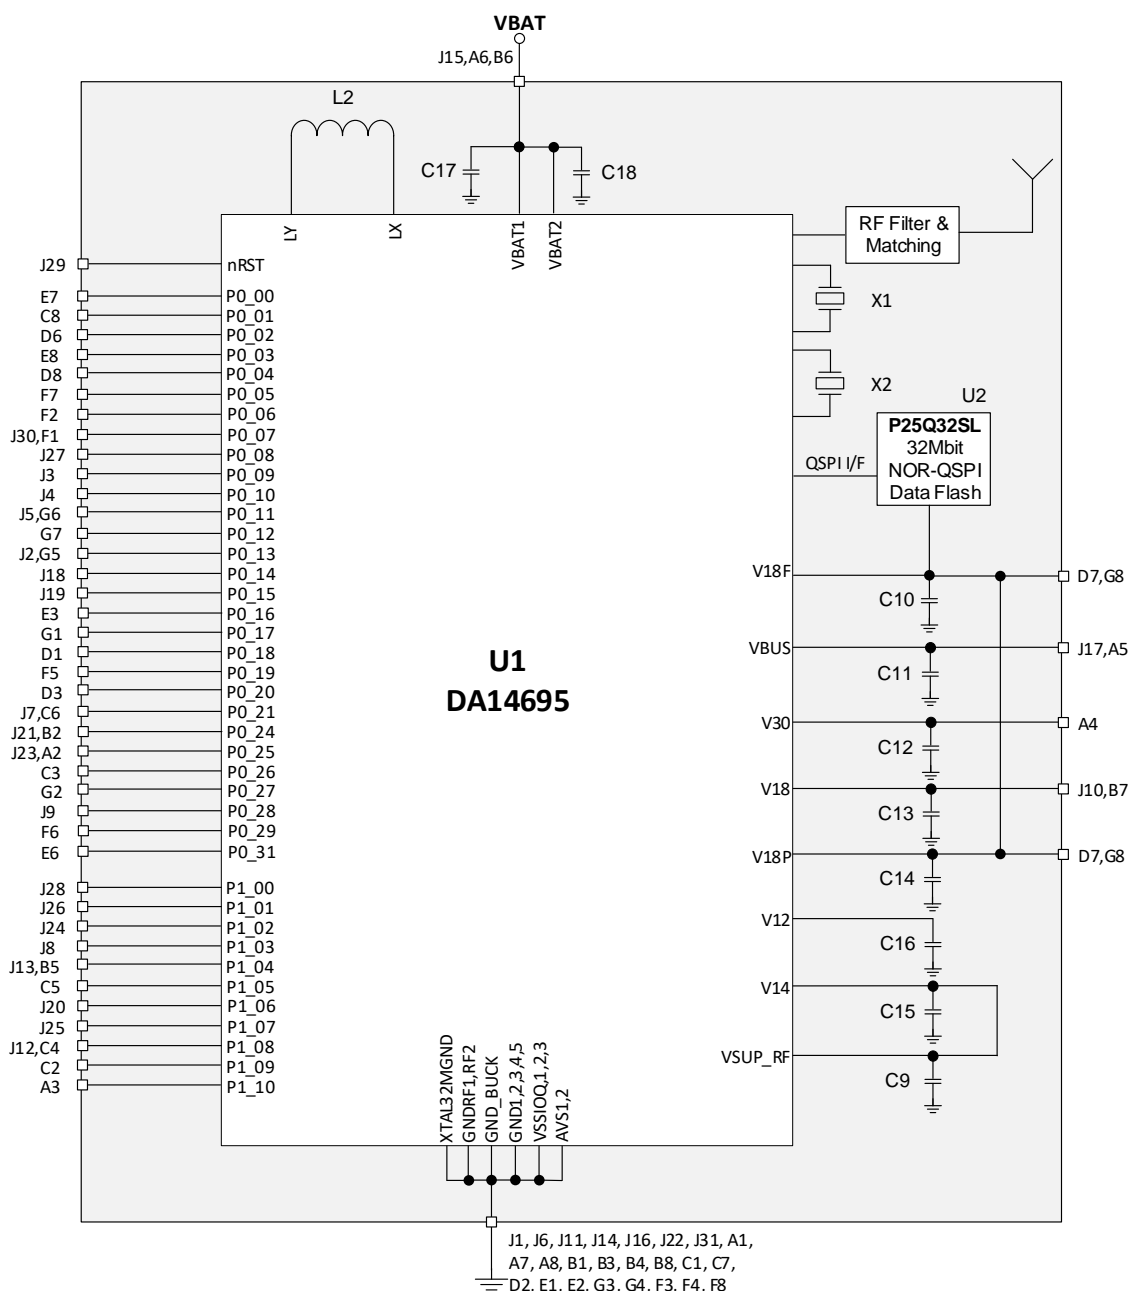 VBAT
J15,A6,B6
L2
C17
C18
LY
LX
VBAT1
VBAT2
RF Filter &
Matching
X1
X2
U2
P25Q32SL
32Mbit
NOR-QSPI
Data Flash
QSPI I/F
J29 nRST
E7 P0_00
C8 P0_01
D6 P0_02
E8 P0_03
D8 P0_04
F7 P0_05
F2 P0_06
J30,F1 P0_07
J27 P0_08
J3 P0_09
J4 P0_10
J5,G6 P0_11
G7 P0_12
J2,G5 P0_13
J18 P0_14
J19 P0_15
E3 P0_16
G1 P0_17
D1 P0_18
F5 P0_19
D3 P0_20
J7,C6 P0_21
J21,B2 P0_24
J23,A2 P0_25
C3 P0_26
G2 P0_27
J9 P0_28
F6 P0_29
E6 P0_31
J28 P1_00
J26 P1_01
J24 P1_02
J8 P1_03
J13,B5 P1_04
C5 P1_05
J20 P1_06
J25 P1_07
J12,C4 P1_08
C2 P1_09
A3 P1_10
U1
DA14695
V18F D7,G8
C10
VBUS J17,A5
C11
V30 A4
C12
V18 J10,B7
C13
V18P D7,G8
C14
V12
C16
V14
C15
VSUP_RF
C9
XTAL32MGND
GNDRF1,RF2
GND_BUCK
GND1,2,3,4,5
VSSIOQ,1,2,3
AVS1,2
J1, J6, J11, J14, J16, J22, J31, A1,
A7, A8, B1, B3, B4, B8, C1, C7,
D2, E1, E2, G3, G4, F3, F4, F8